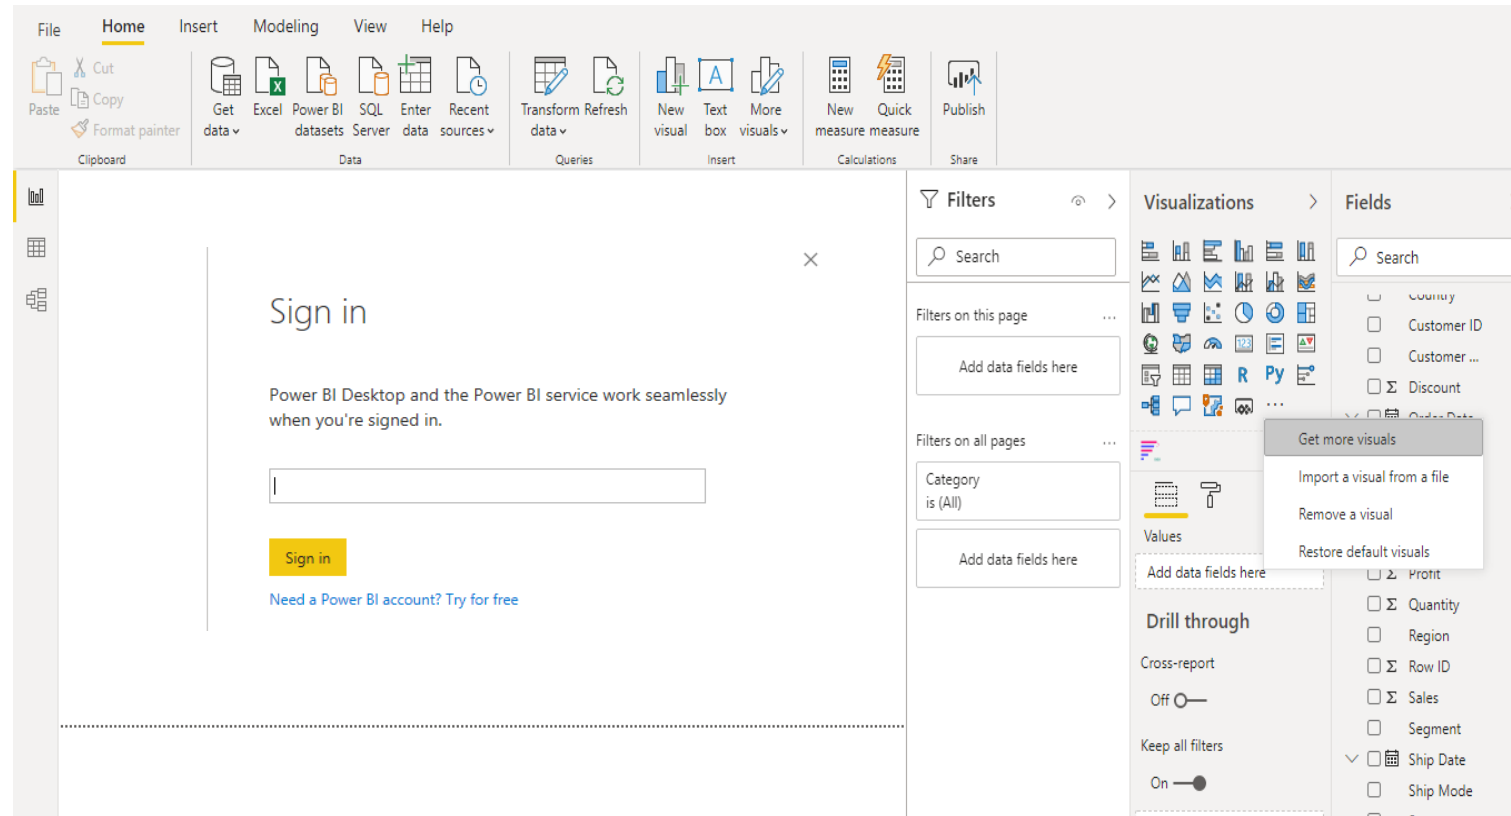 File Home Insert Modeling View Help
Paste
Cut
Copy
Format painter
Clipboard
Get data
Excel
Power BI datasets
SQL Server
Enter data
Recent sources
Data
Transform data
Refresh
Queries
New visual
Text box
More visuals
Insert
New measure
Quick measure
Calculations
Publish
Share
Sign in
Power BI Desktop and the Power BI service work seamlessly
when you're signed in.
Sign in
Need a Power BI account? Try for free
Filters
Search
Filters on this page ...
Add data fields here
Filters on all pages ...
Category
is (All)
Add data fields here
Visualizations
123
R Py
...
Get more visuals
Import a visual from a file
Remove a visual
Restore default visuals
Values
Add data fields here
Drill through
Cross-report
Off
Keep all filters
On
Fields
Search
Country
Customer ID
Customer ...
Σ Discount
Order Date
Σ Profit
Σ Quantity
Region
Σ Row ID
Σ Sales
Segment
Ship Date
Ship Mode